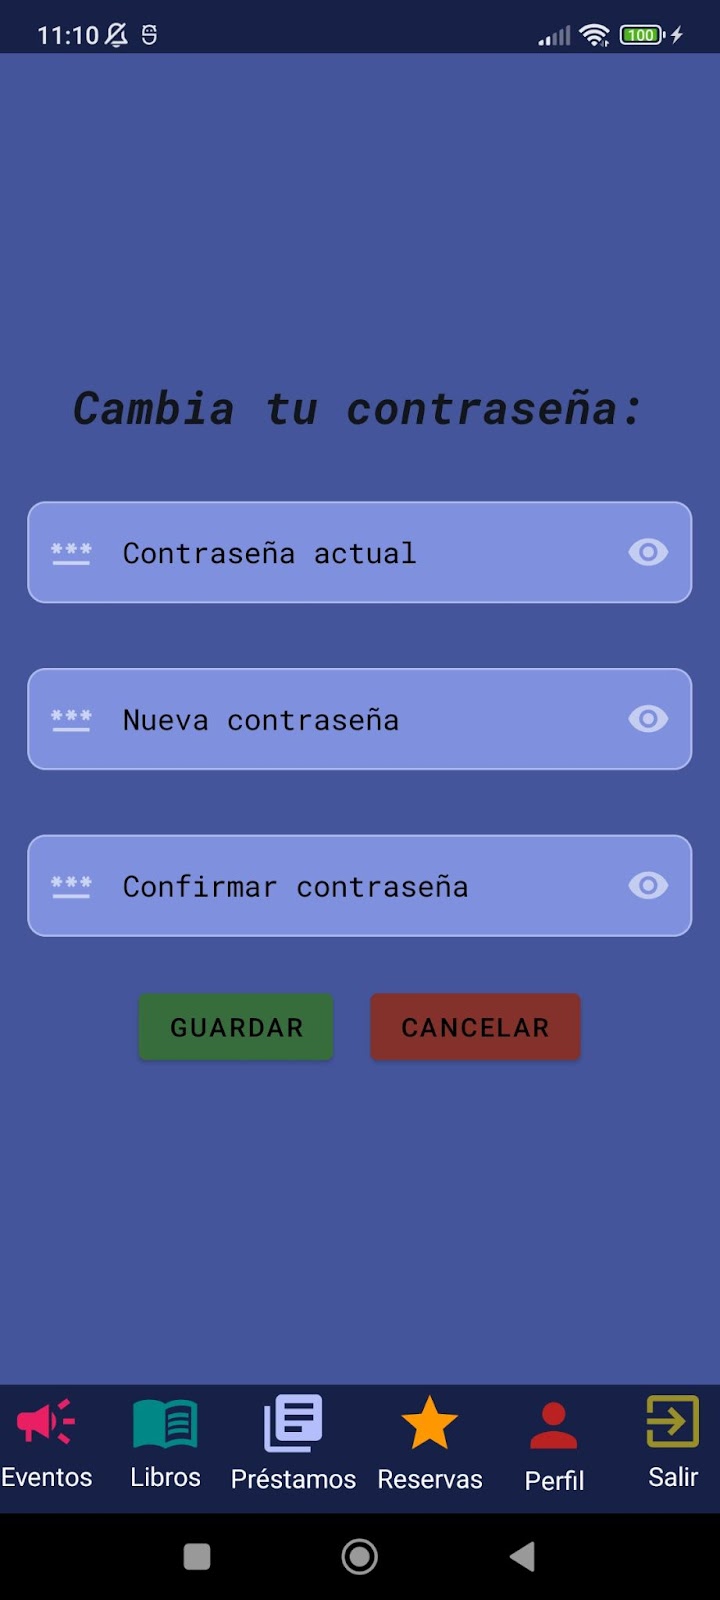 11:10
100
Cambia tu contraseña:
*** Contraseña actual
*** Nueva contraseña
*** Confirmar contraseña
GUARDAR CANCELAR
Eventos Libros Préstamos Reservas Perfil Salir